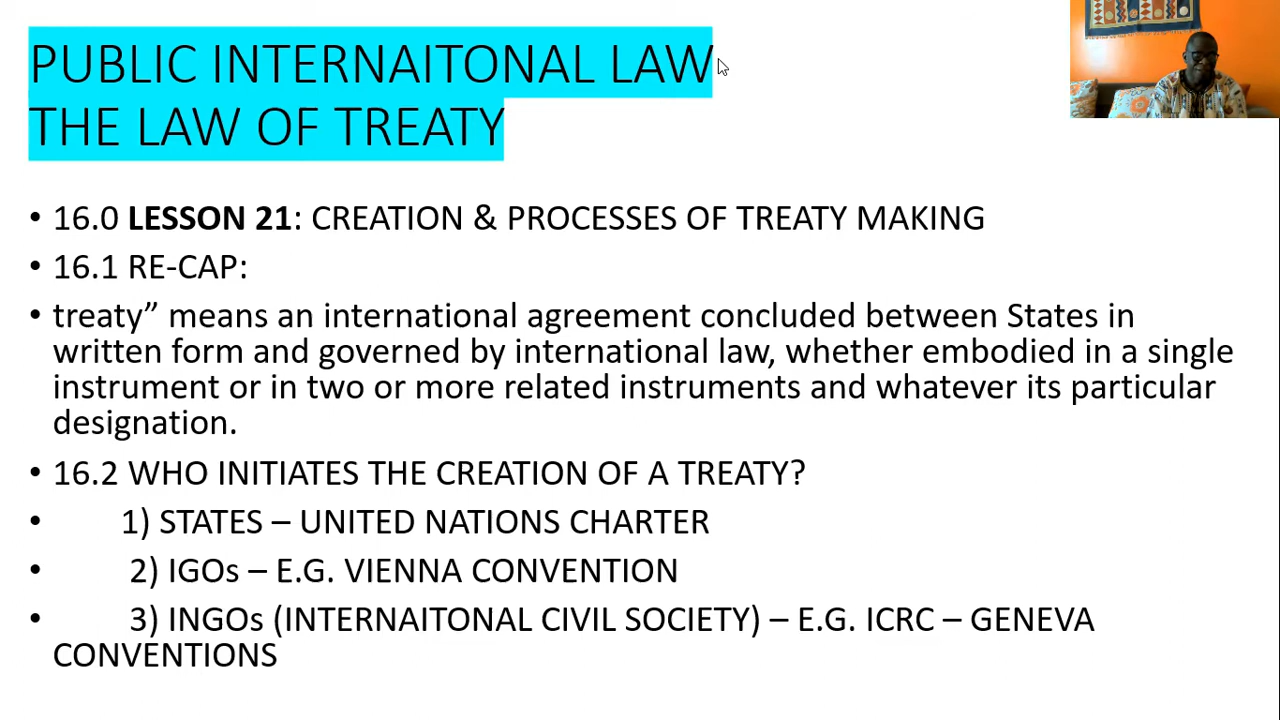 PUBLIC INTERNAITONAL LAW
THE LAW OF TREATY
• 16.0 LESSON 21: CREATION & PROCESSES OF TREATY MAKING
• 16.1 RE-CAP:
• treaty” means an international agreement concluded between States in
written form and governed by international law, whether embodied in a single
instrument or in two or more related instruments and whatever its particular
designation.
• 16.2 WHO INITIATES THE CREATION OF A TREATY?
• 1) STATES – UNITED NATIONS CHARTER
• 2) IGOs – E.G. VIENNA CONVENTION
• 3) INGOs (INTERNAITONAL CIVIL SOCIETY) – E.G. ICRC – GENEVA
CONVENTIONS